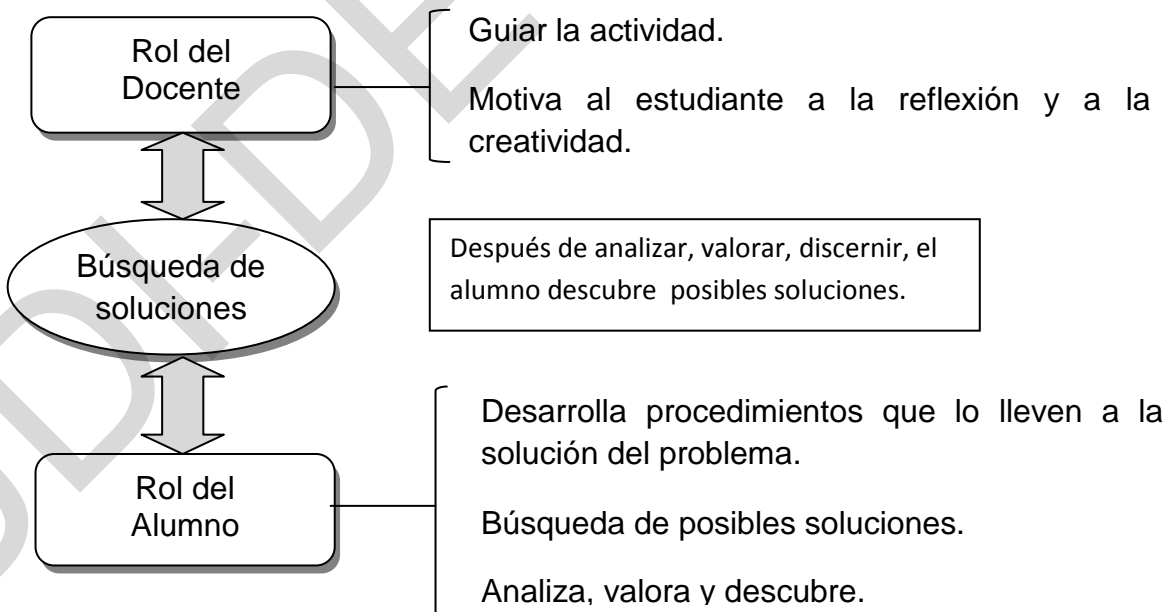 Rol del
Docente
Guiar la actividad.
Motiva al estudiante a la reflexión y a la
creatividad.
Búsqueda de
soluciones
Después de analizar, valorar, discernir, el
alumno descubre posibles soluciones.
Rol del
Alumno
Desarrolla procedimientos que lo lleven a la
solución del problema.
Búsqueda de posibles soluciones.
Analiza, valora y descubre.